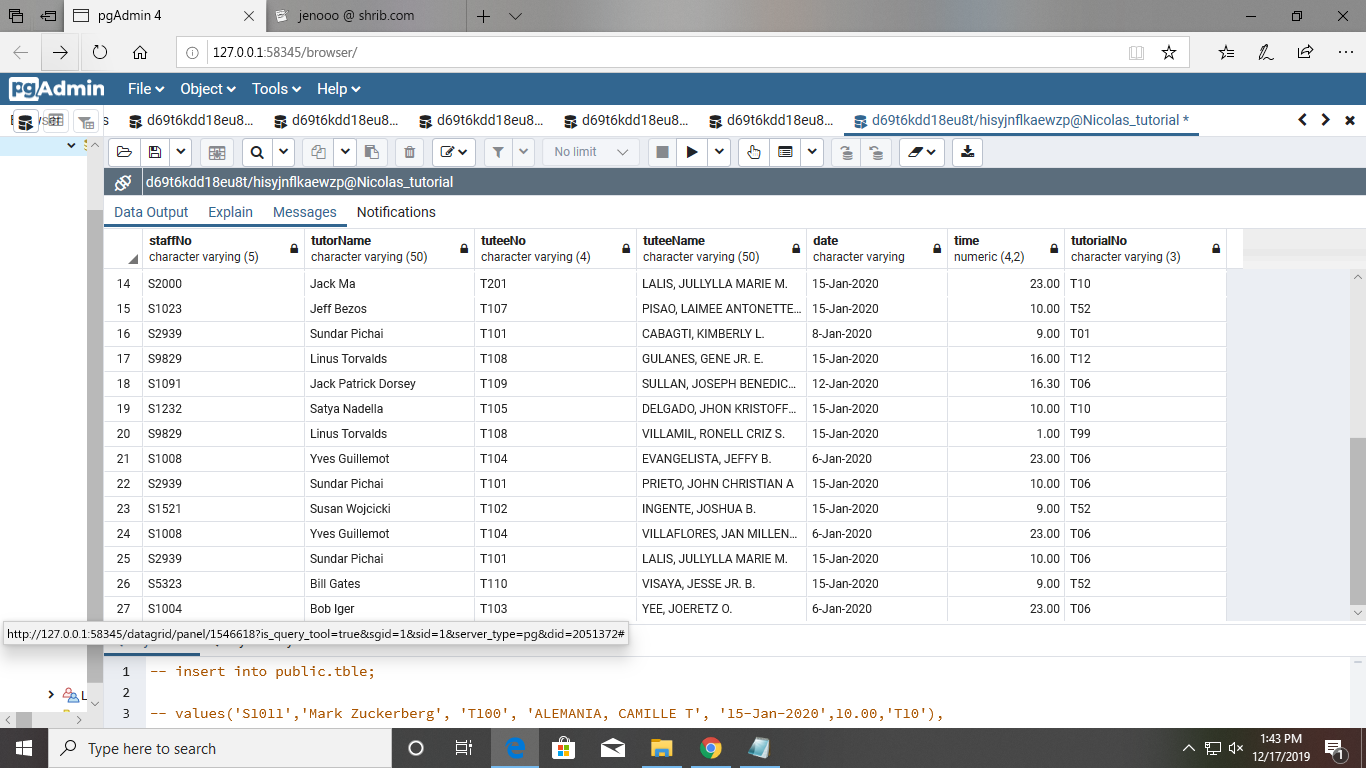 pgAdmin 4
jenooo @ shrib.com
127.0.0.1:58345/browser/
pgAdmin File Object Tools Help
d69t6kdd18eu8... d69t6kdd18eu8... d69t6kdd18eu8... d69t6kdd18eu8... d69t6kdd18eu8... d69t6kdd18eu8t/hisyjnflkaewzp@Nicolas_tutorial *
No limit
d69t6kdd18eu8t/hisyjnflkaewzp@Nicolas_tutorial
Data Output Explain Messages Notifications
staffNo tutorName tuteeNo tuteeName date time tutorialNo
character varying (5) character varying (50) character varying (4) character varying (50) character varying numeric (4,2) character varying (3)
14 S2000 Jack Ma T201 LALIS, JULLYLLA MARIE M. 15-Jan-2020 23.00 T10
15 S1023 Jeff Bezos T107 PISAO, LAIMEE ANTONETTE... 15-Jan-2020 10.00 T52
16 S2939 Sundar Pichai T101 CABAGTI, KIMBERLY L. 8-Jan-2020 9.00 T01
17 S9829 Linus Torvalds T108 GULANES, GENE JR. E. 15-Jan-2020 16.00 T12
18 S1091 Jack Patrick Dorsey T109 SULLAN, JOSEPH BENEDIC... 12-Jan-2020 16.30 T06
19 S1232 Satya Nadella T105 DELGADO, JHON KRISTOFF... 15-Jan-2020 10.00 T10
20 S9829 Linus Torvalds T108 VILLAMIL, RONELL CRIZ S. 15-Jan-2020 1.00 T99
21 S1008 Yves Guillemot T104 EVANGELISTA, JEFFY B. 6-Jan-2020 23.00 T06
22 S2939 Sundar Pichai T101 PRIETO, JOHN CHRISTIAN A 15-Jan-2020 10.00 T06
23 S1521 Susan Wojcicki T102 INGENTE, JOSHUA B. 15-Jan-2020 9.00 T52
24 S1008 Yves Guillemot T104 VILLAFLORES, JAN MILLEN... 6-Jan-2020 23.00 T06
25 S2939 Sundar Pichai T101 LALIS, JULLYLLA MARIE M. 15-Jan-2020 10.00 T06
26 S5323 Bill Gates T110 VISAYA, JESSE JR. B. 15-Jan-2020 9.00 T52
27 S1004 Bob Iger T103 YEE, JOERETZ O. 6-Jan-2020 23.00 T06
http://127.0.0.1:58345/datagrid/panel/1546618?is_query_tool=true&sgid=1&sid=1&server_type=pg&did=2051372#
1 -- insert into public.tble;
2
3 -- values('S1011','Mark Zuckerberg', 'T100', 'ALEMANIA, CAMILLE T', '15-Jan-2020',10.00,'T10'),
Type here to search
1:43 PM
12/17/2019
1